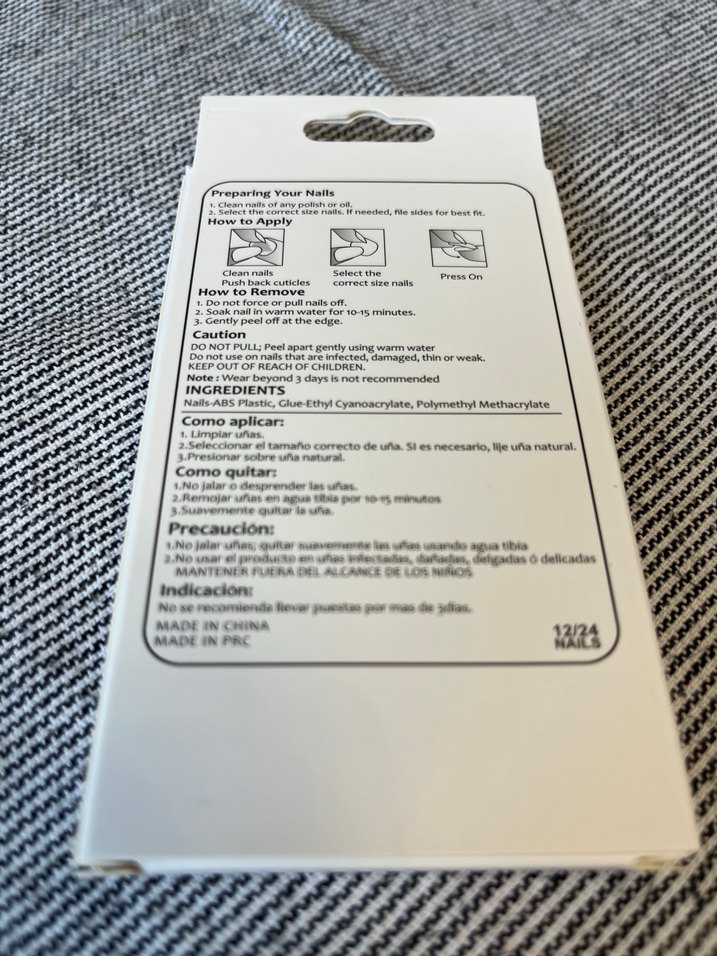 Preparing Your Nails
1. Clean nails of any polish or oil.
2. Select the correct size nails. If needed, file sides for best fit.
How to Apply
Clean nails
Push back cuticles
Select the
correct size nails
Press On
How to Remove
1. Do not force or pull nails off.
2. Soak nail in warm water for 10-15 minutes.
3. Gently peel off at the edge.
Caution
DO NOT PULL; Peel apart gently using warm water
Do not use on nails that are infected, damaged, thin or weak.
KEEP OUT OF REACH OF CHILDREN.
Note : Wear beyond 3 days is not recommended
INGREDIENTS
Nails-ABS Plastic, Glue-Ethyl Cyanoacrylate, Polymethyl Methacrylate
Como aplicar:
1. Limpiar uñas.
2.Seleccionar el tamaño correcto de uña. Si es necesario, lije uña natural.
3.Presionar sobre uña natural.
Como quitar:
1.No jalar o desprender las uñas.
2.Remojar uñas en agua tibia por 10-15 minutos
3.Suavemente quitar la uña.
Precaución:
1.No jalar uñas; quitar suavemente las uñas usando agua tibia
2.No usar el producto en uñas infectadas, dañadas, delgadas ó delicadas
MANTENER FUERA DEL ALCANCE DE LOS NIÑOS
Indicación:
No se recomienda llevar puestas por mas de 3dias.
MADE IN CHINA
MADE IN PRC
12/24
NAILS